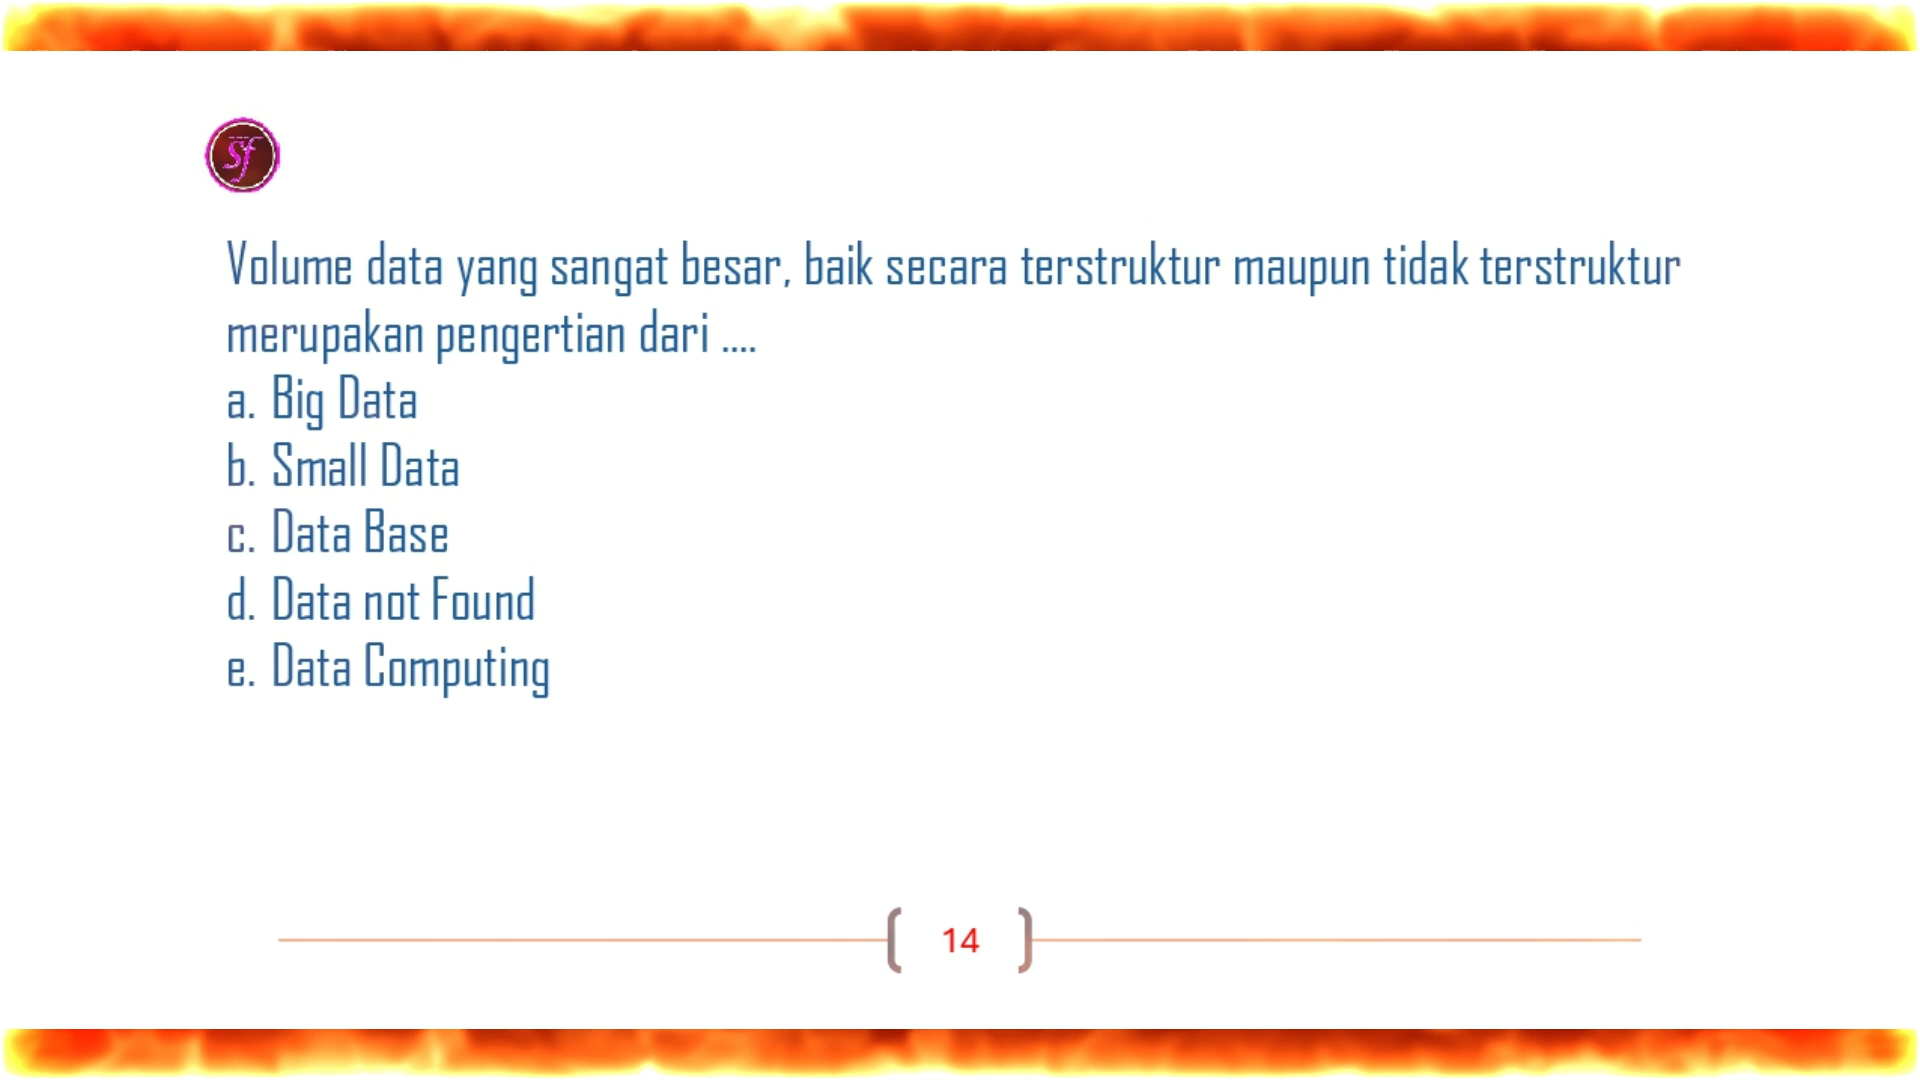 Sf
Volume data yang sangat besar, baik secara terstruktur maupun tidak terstruktur
merupakan pengertian dari ....
a. Big Data
b. Small Data
c. Data Base
d. Data not Found
e. Data Computing
14